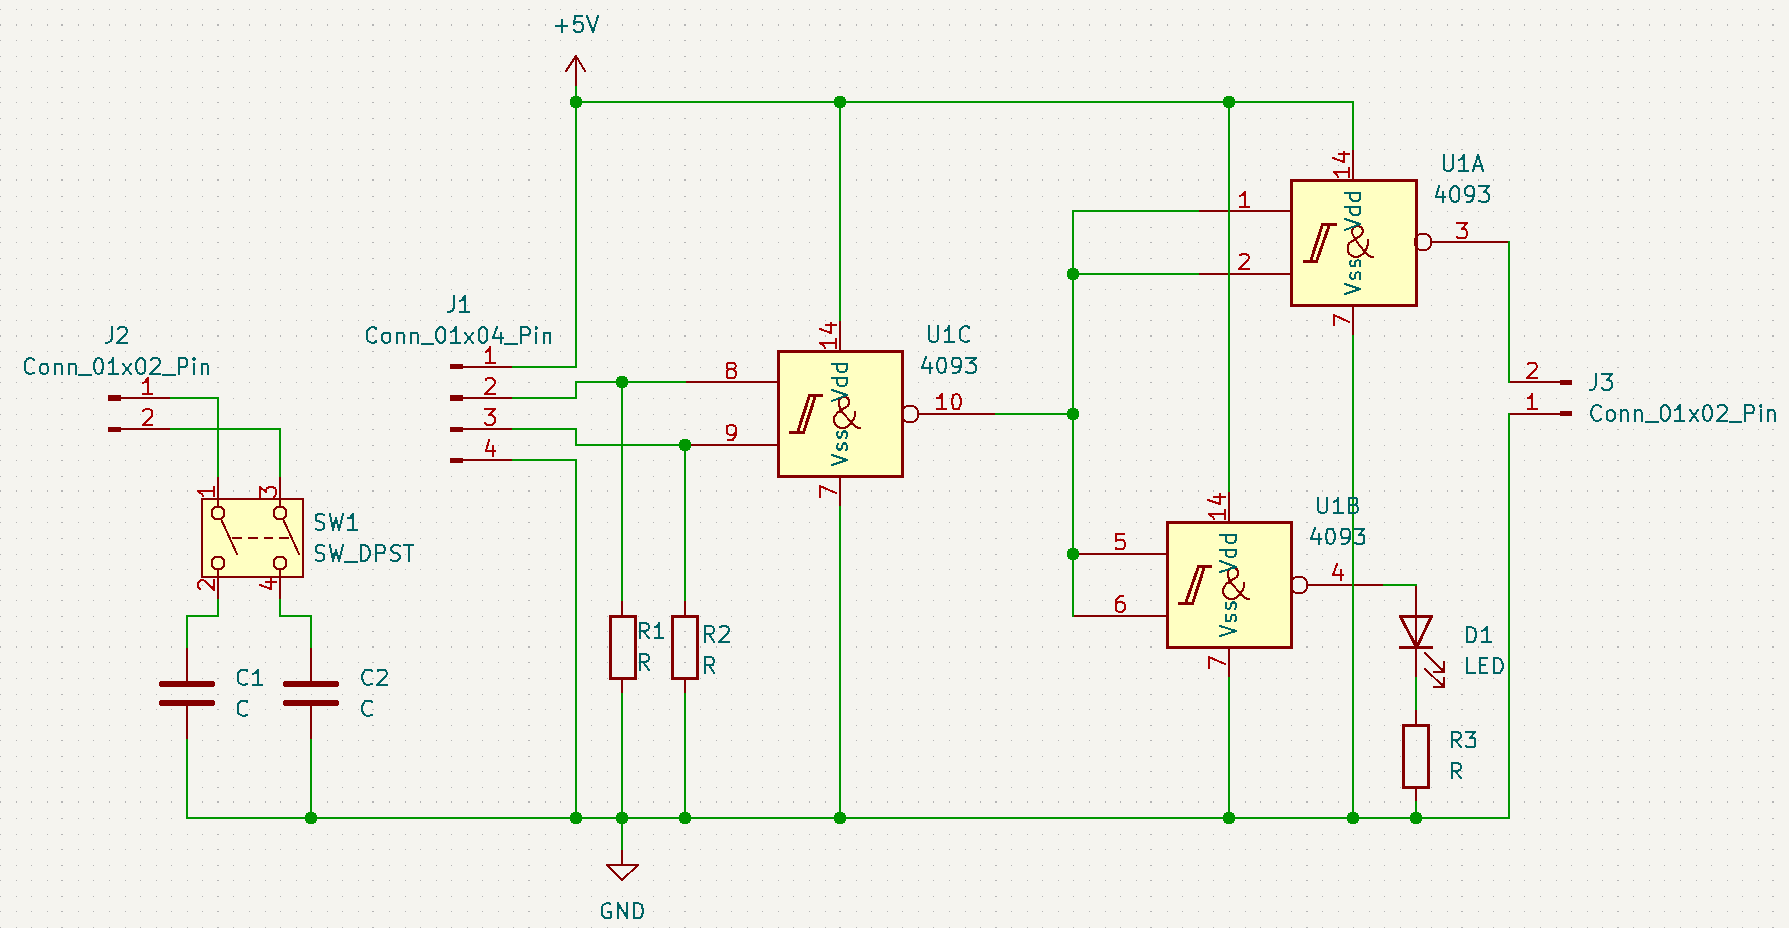 +5V
U1A
4093
14
Vdd
&
Vss
7
1
2
3
J1
Conn_01x04_Pin
1
2
3
4
J2
Conn_01x02_Pin
1
2
U1C
4093
14
Vdd
&
Vss
7
8
9
10
2
1
J3
Conn_01x02_Pin
1
3
SW1
SW_DPST
2
4
U1B
4093
14
Vdd
&
Vss
7
5
6
4
R1
R
R2
R
D1
LED
C1
C
C2
C
R3
R
GND